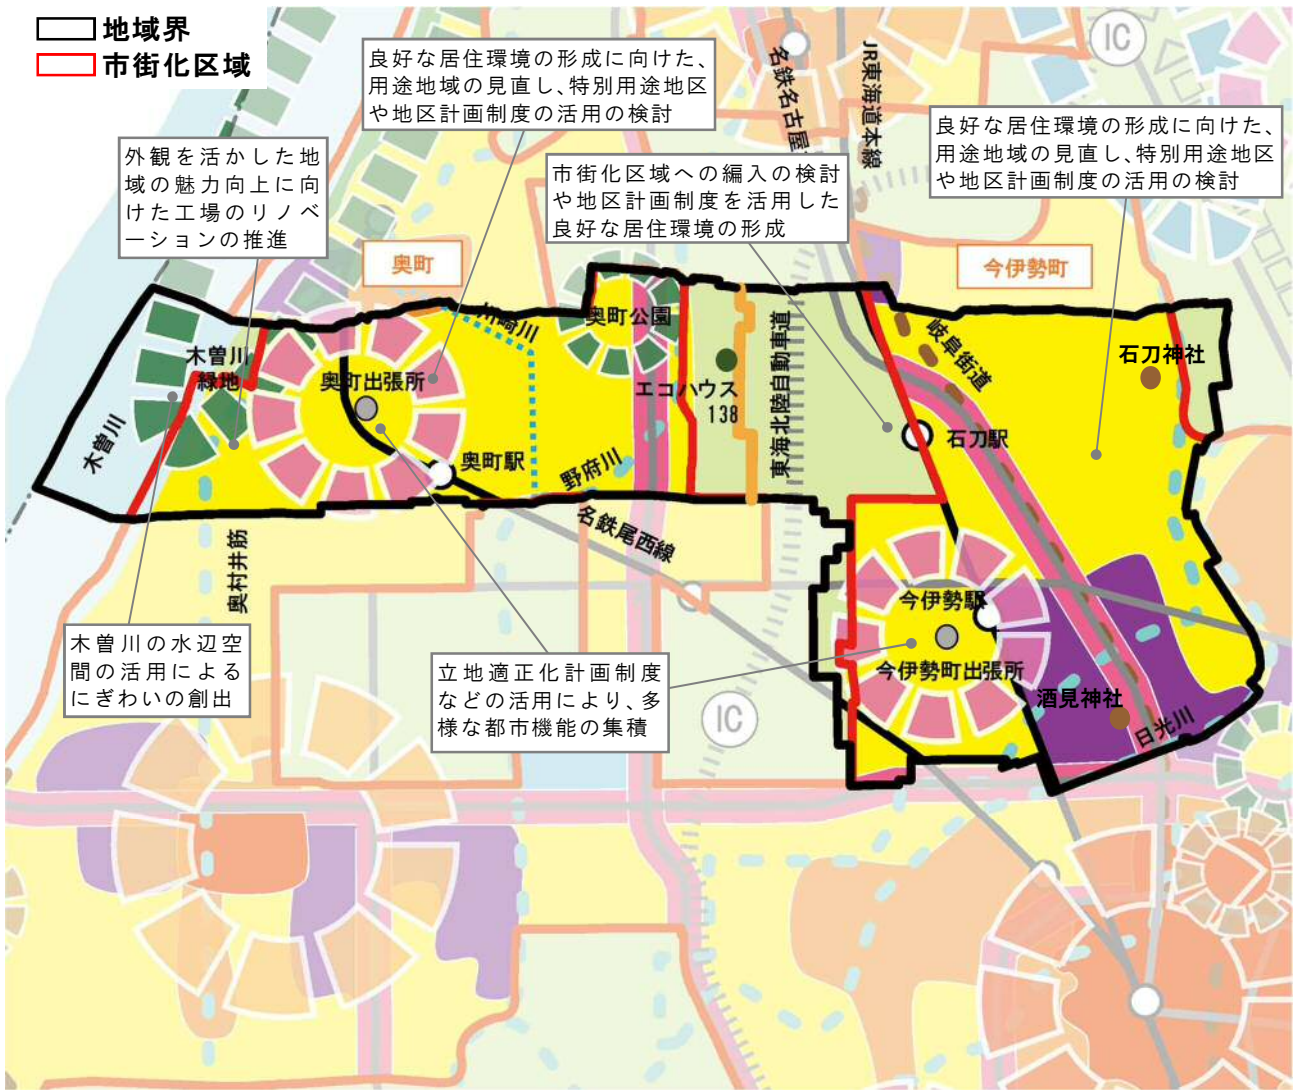 地域界
市街化区域
良好な居住環境の形成に向けた、
用途地域の見直し、特別用途地区
や地区計画制度の活用の検討
名鉄名古屋
JR東海道本線
IC
良好な居住環境の形成に向けた、
用途地域の見直し、特別用途地区
や地区計画制度の活用の検討
外観を活かした地
域の魅力向上に向
けた工場のリノベ
ーションの推進
市街化区域への編入の検討
や地区計画制度を活用した
良好な居住環境の形成
奥町
今伊勢町
川崎川
奥町公園
岐阜街道
石刀神社
木曽川
緑地
奥町出張所
エコハウス
138
東海北陸自動車道
木曽川
奥町駅
野府川
石刀駅
名鉄尾西線
奥村井筋
今伊勢駅
今伊勢町出張所
木曽川の水辺空
間の活用による
にぎわいの創出
立地適正化計画制度
などの活用により、多
様な都市機能の集積
IC
酒見神社
日光川